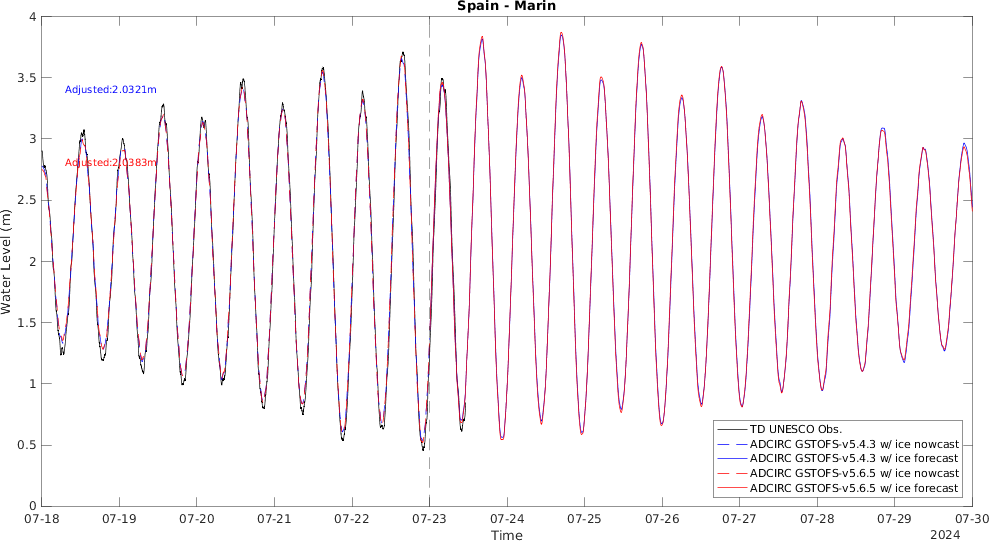 Spain - Marin
4
3.5
3
2.5
2
1.5
1
0.5
0
Water Level (m)
Adjusted:2.0321m
Adjusted:2.0383m
TD UNESCO Obs.
ADCIRC GSTOFS-v5.4.3 w/ ice nowcast
ADCIRC GSTOFS-v5.4.3 w/ ice forecast
ADCIRC GSTOFS-v5.6.5 w/ ice nowcast
ADCIRC GSTOFS-v5.6.5 w/ ice forecast
07-18 07-19 07-20 07-21 07-22 07-23 07-24 07-25 07-26 07-27 07-28 07-29 07-30
Time
2024